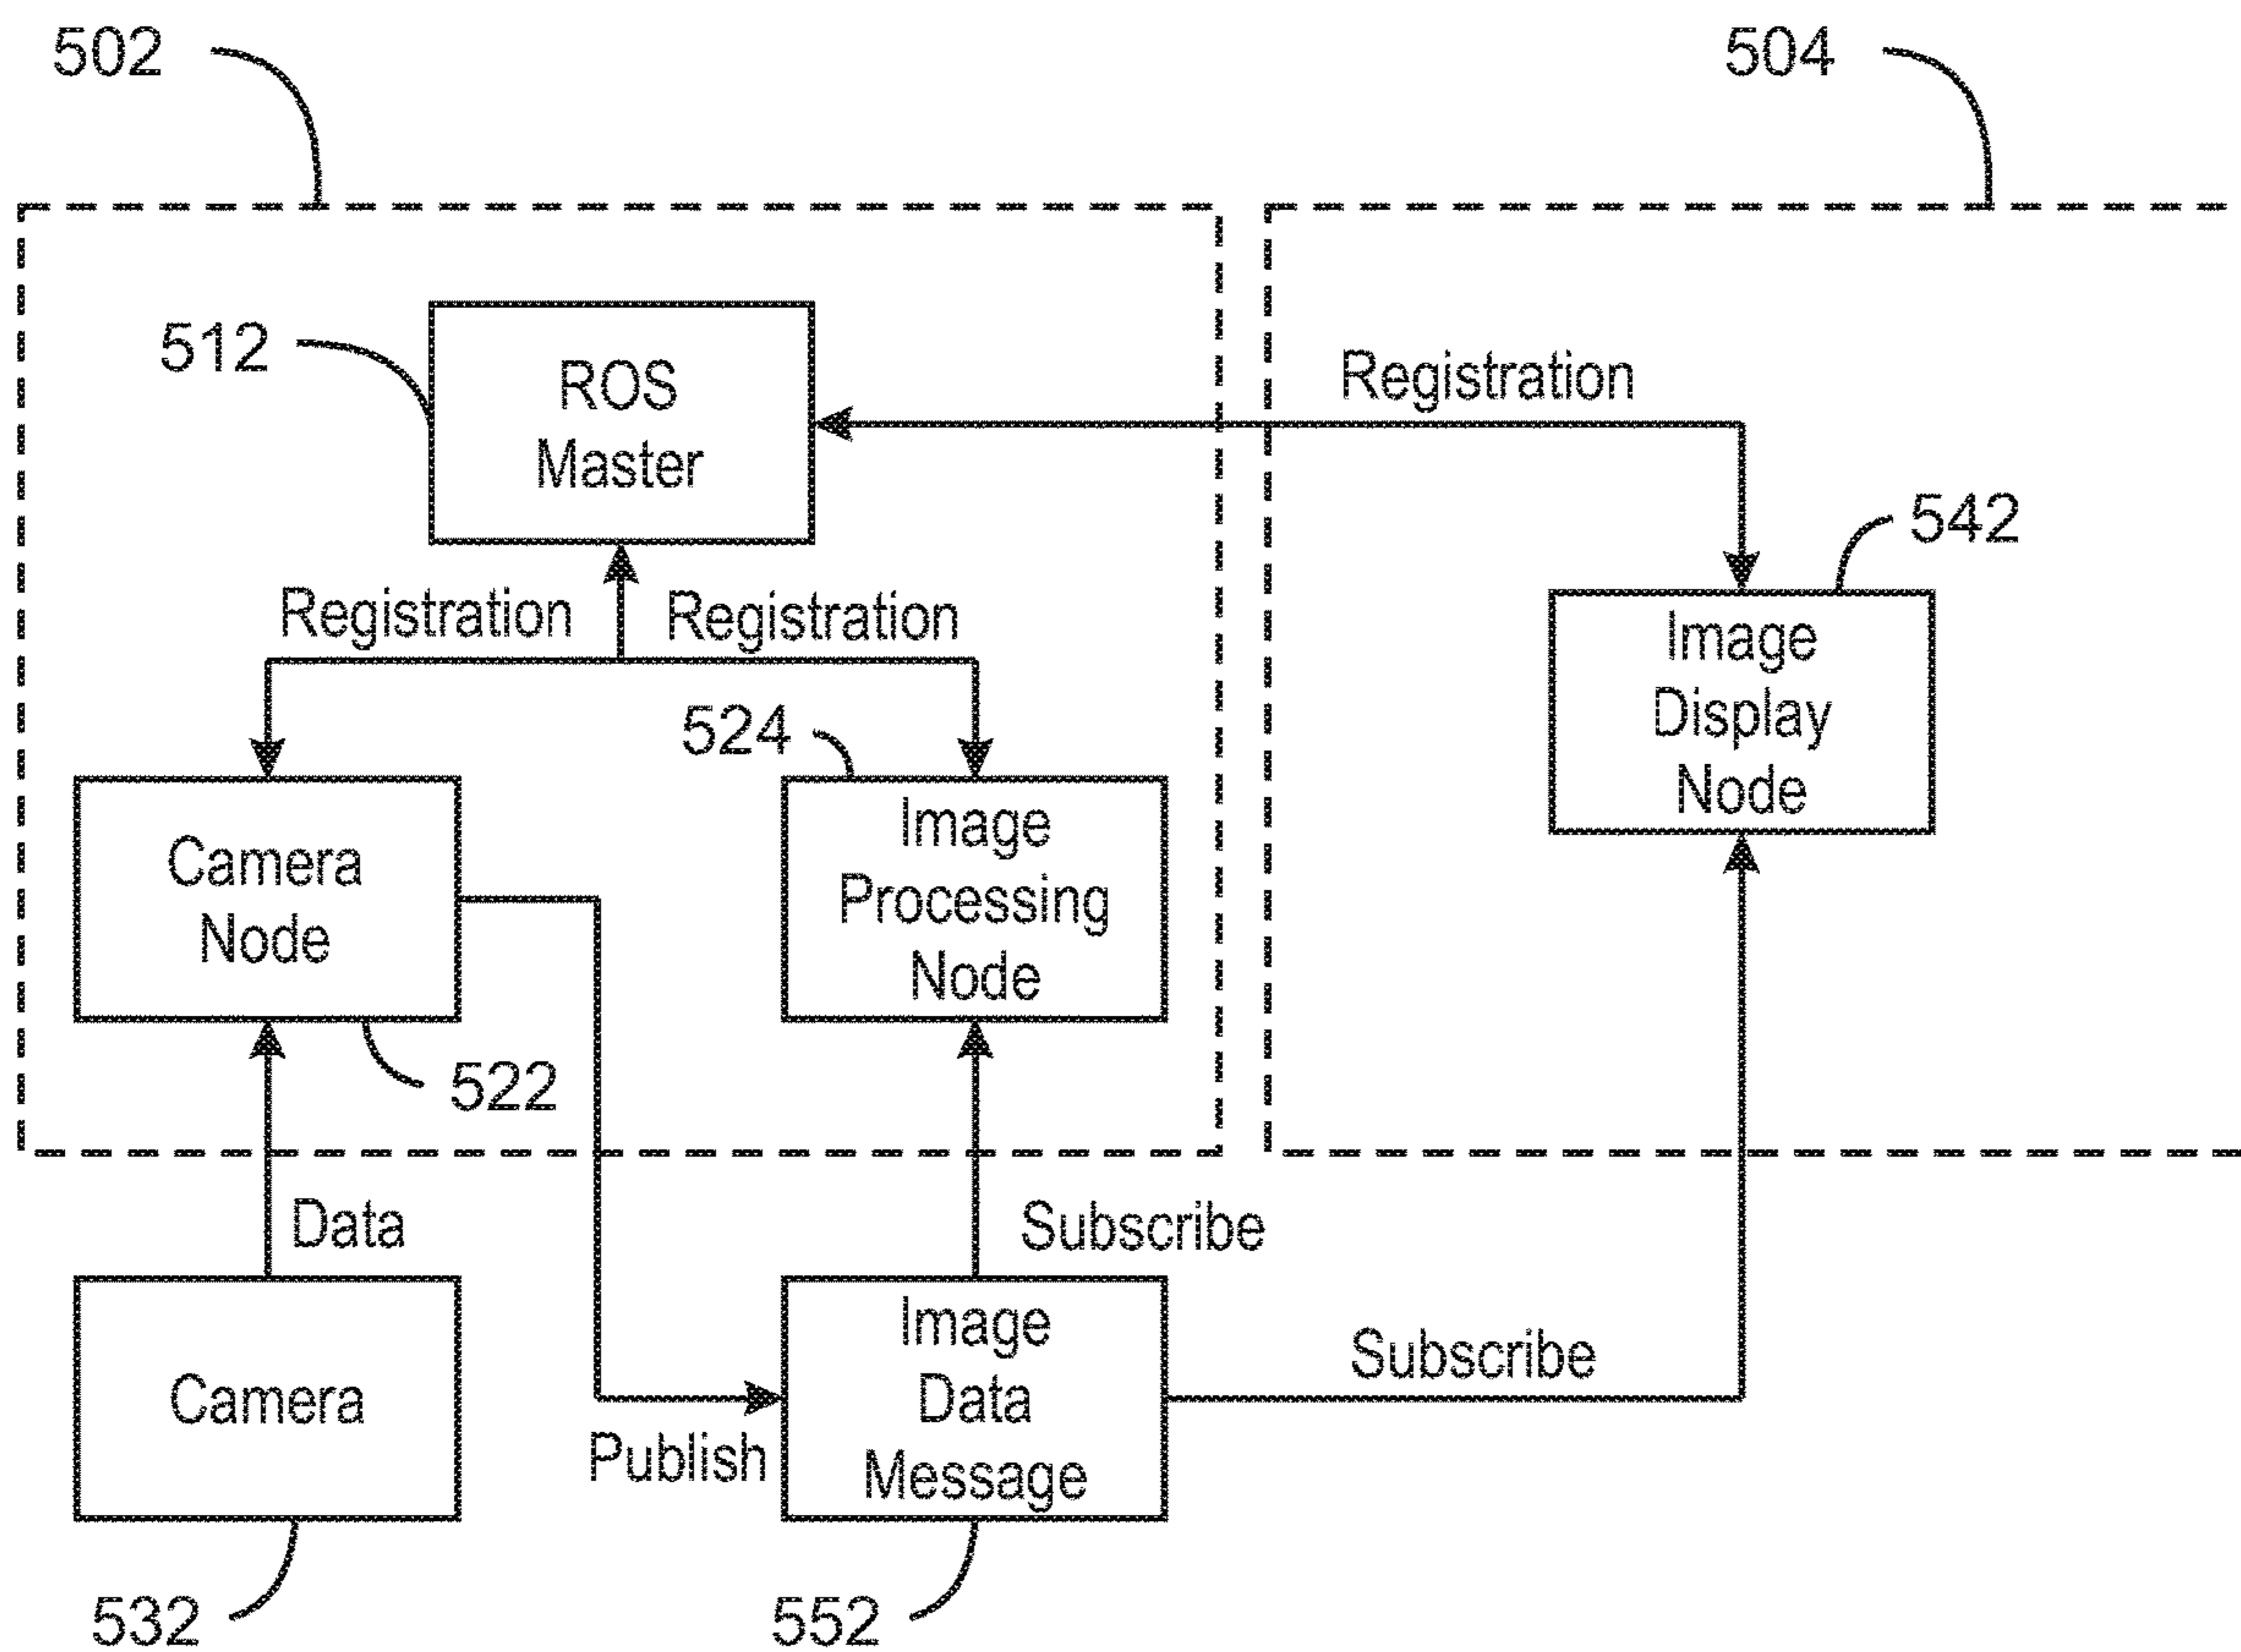 502
504
512
ROS
Master
Registration
542
Registration
Registration
Image
Display
Node
524
Camera
Node
Image
Processing
Node
522
Data
Subscribe
Camera
Publish
Image
Data
Message
Subscribe
532
552